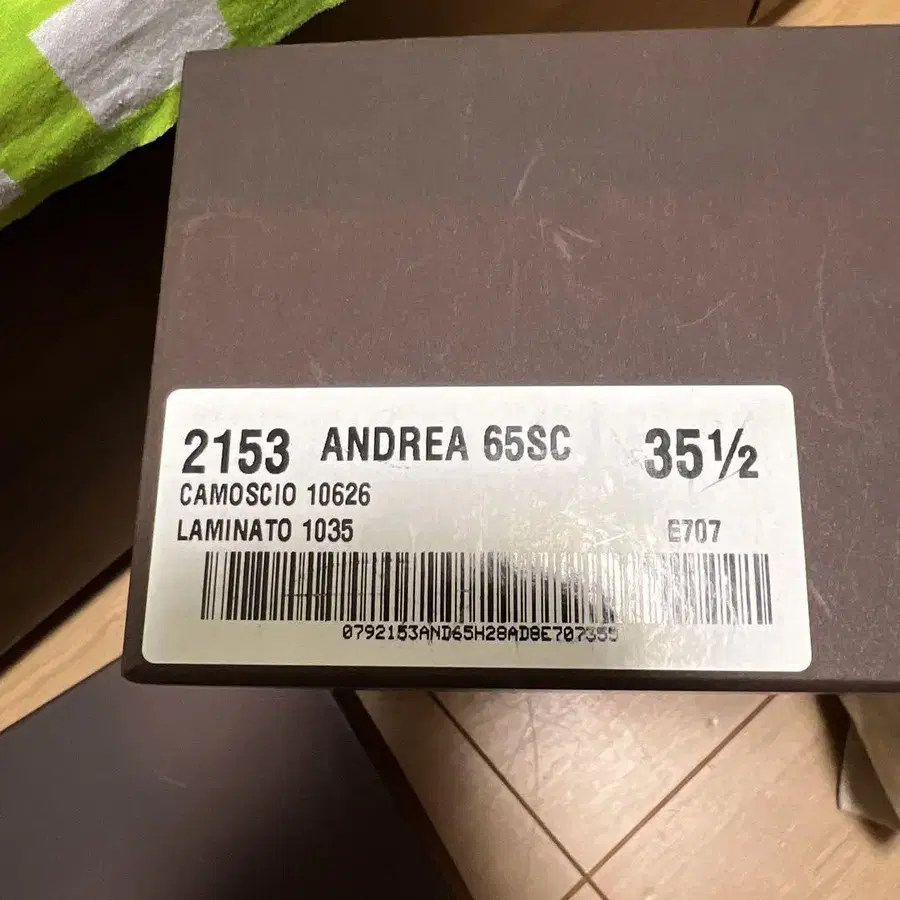 2153 ANDREA 65SC 35½
CAMOSCIO 10626
LAMINATO 1035 E707
0792153AND65H28AD8E707355